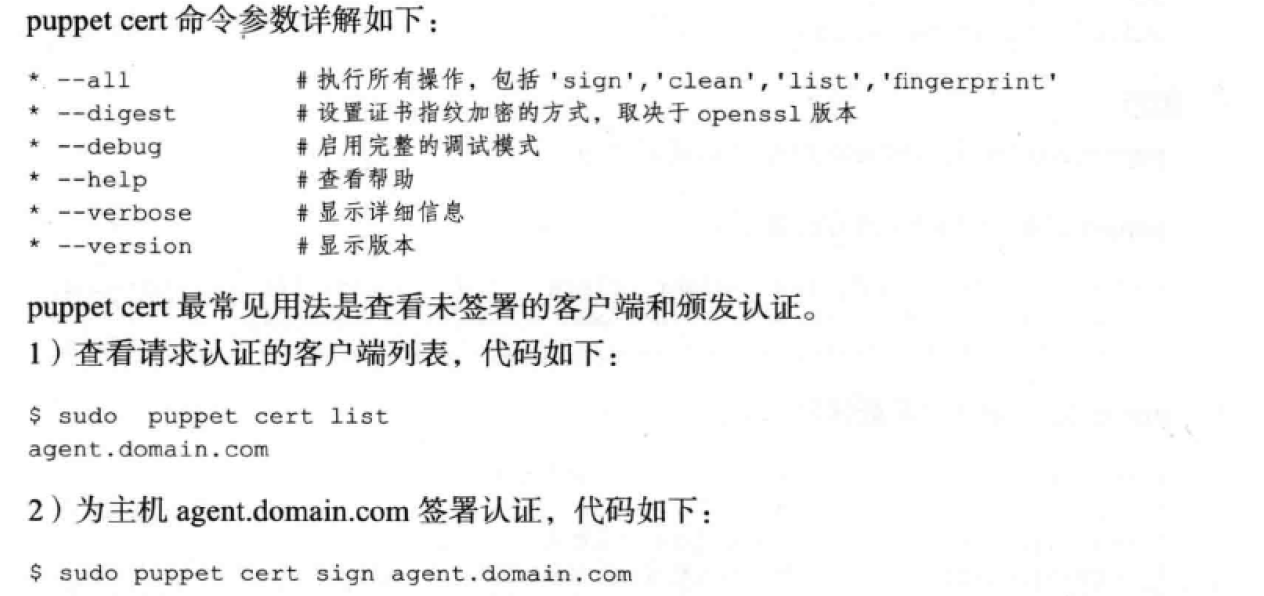 puppet cert 命令参数详解如下：
* --all # 执行所有操作，包括 'sign','clean','list','fingerprint'
* --digest # 设置证书指纹加密的方式，取决于 openssl 版本
* --debug # 启用完整的调试模式
* --help # 查看帮助
* --verbose # 显示详细信息
* --version # 显示版本
puppet cert 最常见用法是查看未签署的客户端和颁发认证。
1）查看请求认证的客户端列表，代码如下：
$ sudo  puppet cert list
agent.domain.com
2）为主机 agent.domain.com 签署认证，代码如下：
$ sudo puppet cert sign agent.domain.com